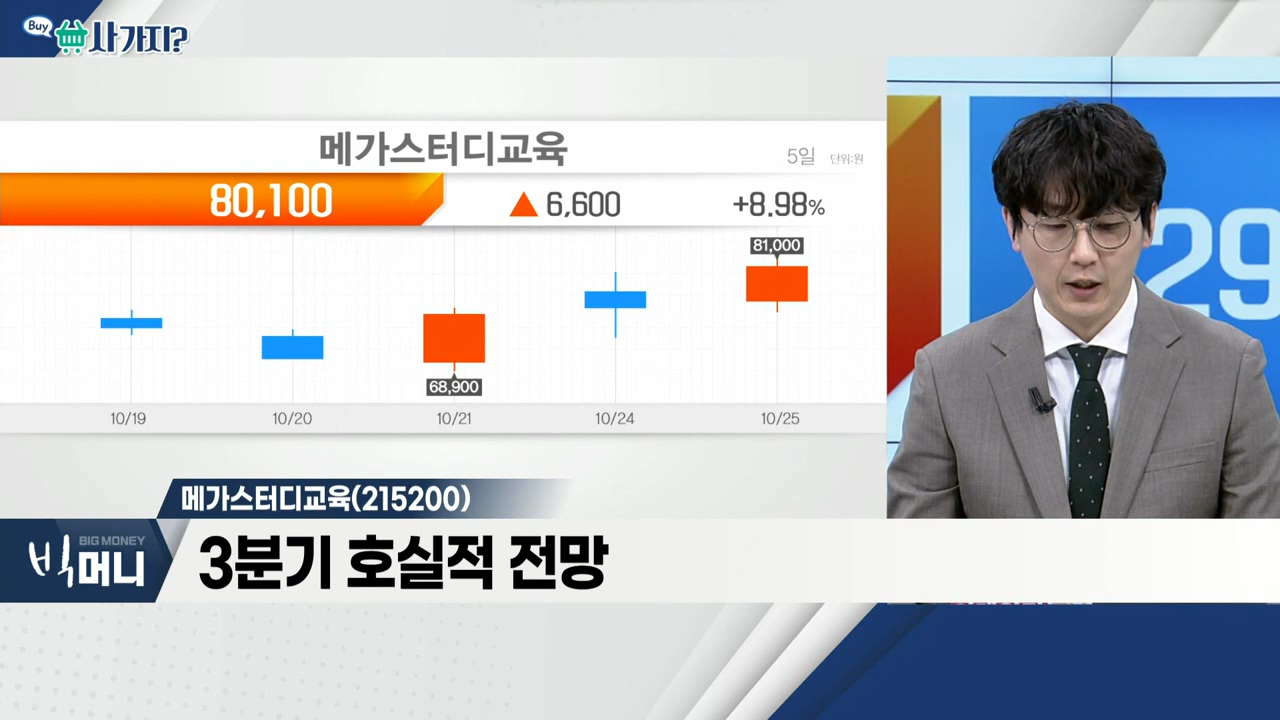 Buy
사가지?
메가스터디교육
5일 단위:원
80,100 ▲ 6,600 +8.98%
81,000
68,900
10/19 10/20 10/21 10/24 10/25
29
메가스터디교육(215200)
BIG MONEY
빅머니
3분기 호실적 전망